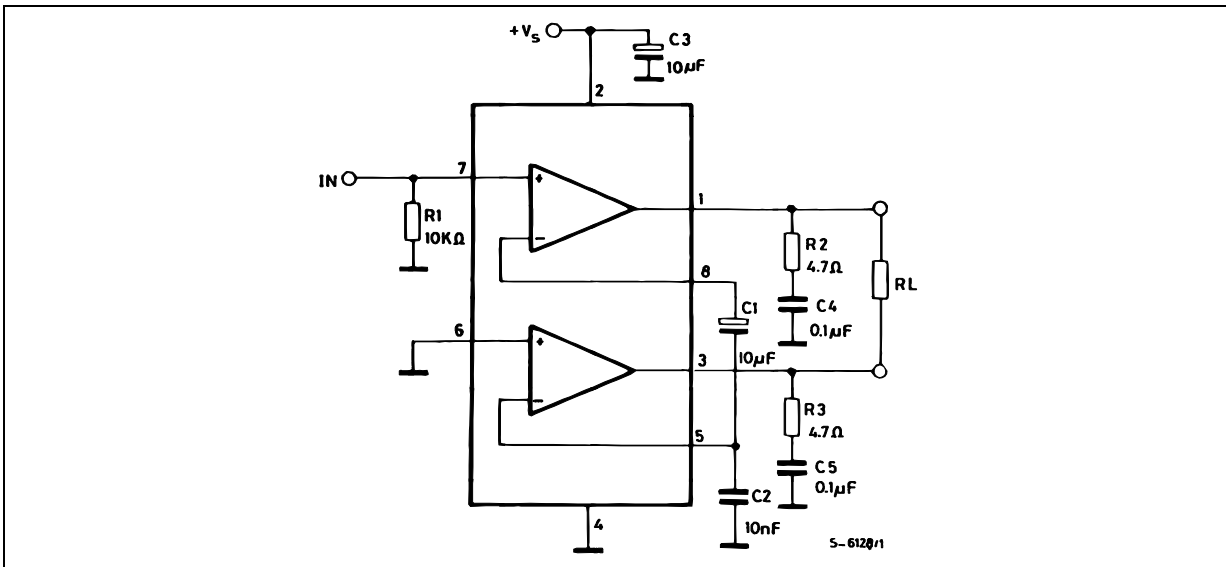 +Vs
C3
10µF
2
7
IN
R1
10KΩ
+
−
1
R2
4.7Ω
C4
0.1µF
RL
8
C1
10µF
6
+
−
3
R3
4.7Ω
5
C5
0.1µF
C2
10nF
4
S-6128/1